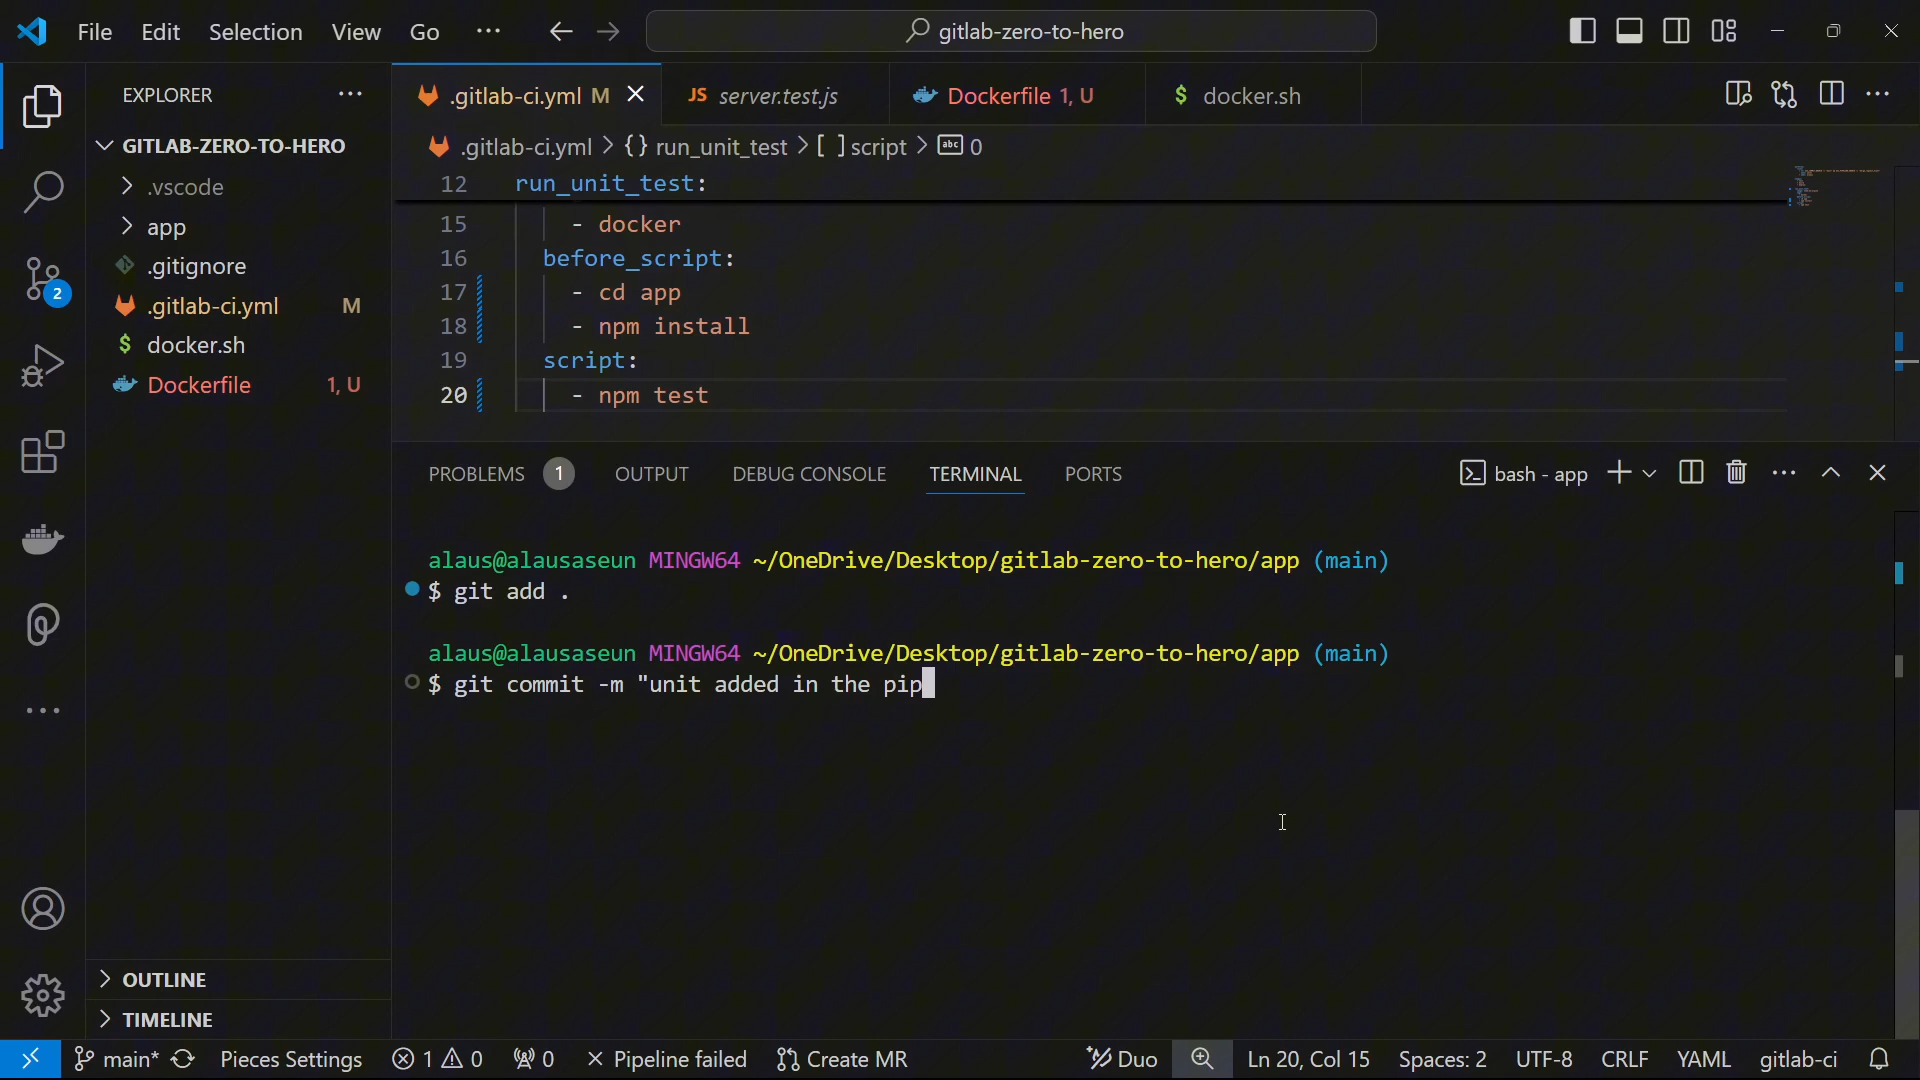 File Edit Selection View Go ··· gitlab-zero-to-hero
EXPLORER ···
GITLAB-ZERO-TO-HERO
.vscode
app
.gitignore
.gitlab-ci.yml M
$ docker.sh
Dockerfile 1, U
OUTLINE
TIMELINE
2
.gitlab-ci.yml M
JS server.test.js
Dockerfile 1, U
$ docker.sh
.gitlab-ci.yml > {} run_unit_test > [ ] script > abc 0
12 run_unit_test:
15 - docker
16 before_script:
17 - cd app
18 - npm install
19 script:
20 - npm test
PROBLEMS 1 OUTPUT DEBUG CONSOLE TERMINAL PORTS bash - app
alaus@alausaseun MINGW64 ~/OneDrive/Desktop/gitlab-zero-to-hero/app (main)
$ git add .
alaus@alausaseun MINGW64 ~/OneDrive/Desktop/gitlab-zero-to-hero/app (main)
$ git commit -m "unit added in the pip
main* Pieces Settings 1 0 0 Pipeline failed Create MR Duo Ln 20, Col 15 Spaces: 2 UTF-8 CRLF YAML gitlab-ci